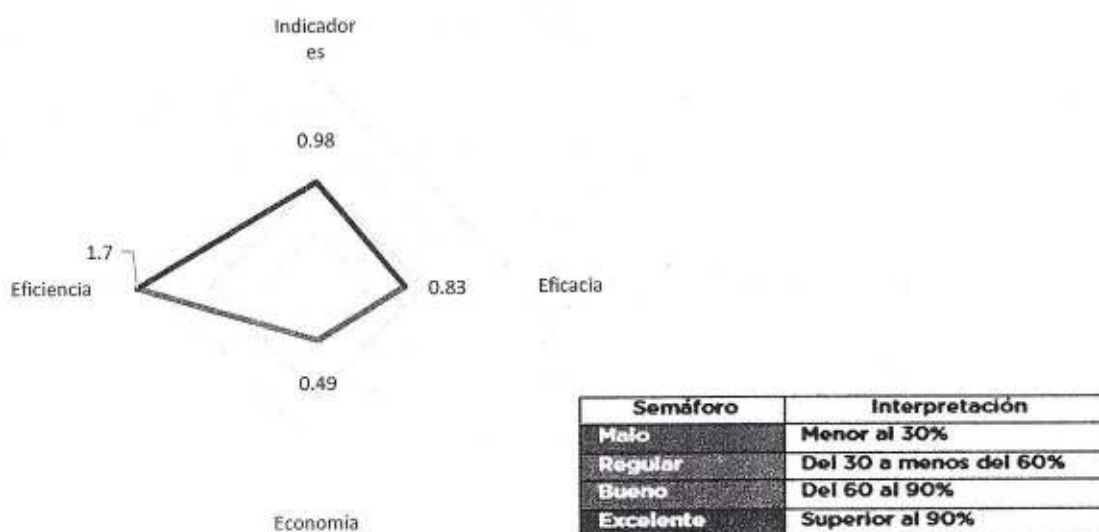 Indicador
es
0.98
1.7
Eficiencia
0.83
Eficacia
0.49
Economía
Semáforo Interpretación
Malo Menor al 30%
Regular Del 30 a menos del 60%
Bueno Del 60 al 90%
Excelente Superior al 90%